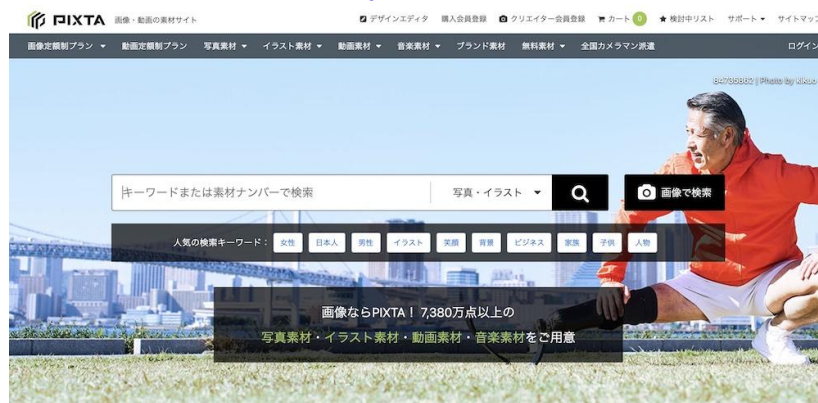 PIXTA 画像・動画の素材サイト デザインエディタ 購入会員登録 クリエイター会員登録 カート 0 検討中リスト サポート サイトマップ
画像定額制プラン 動画定額制プラン 写真素材 イラスト素材 動画素材 音楽素材 ブランド素材 無料素材 全国カメラマン派遣 ログイン
64735862 | Photo by kikuo
キーワードまたは素材ナンバーで検索 写真・イラスト 画像で検索
人気の検索キーワード： 女性 日本人 男性 イラスト 笑顔 背景 ビジネス 家族 子供 人物
画像ならPIXTA！ 7,380万点以上の
写真素材・イラスト素材・動画素材・音楽素材をご用意